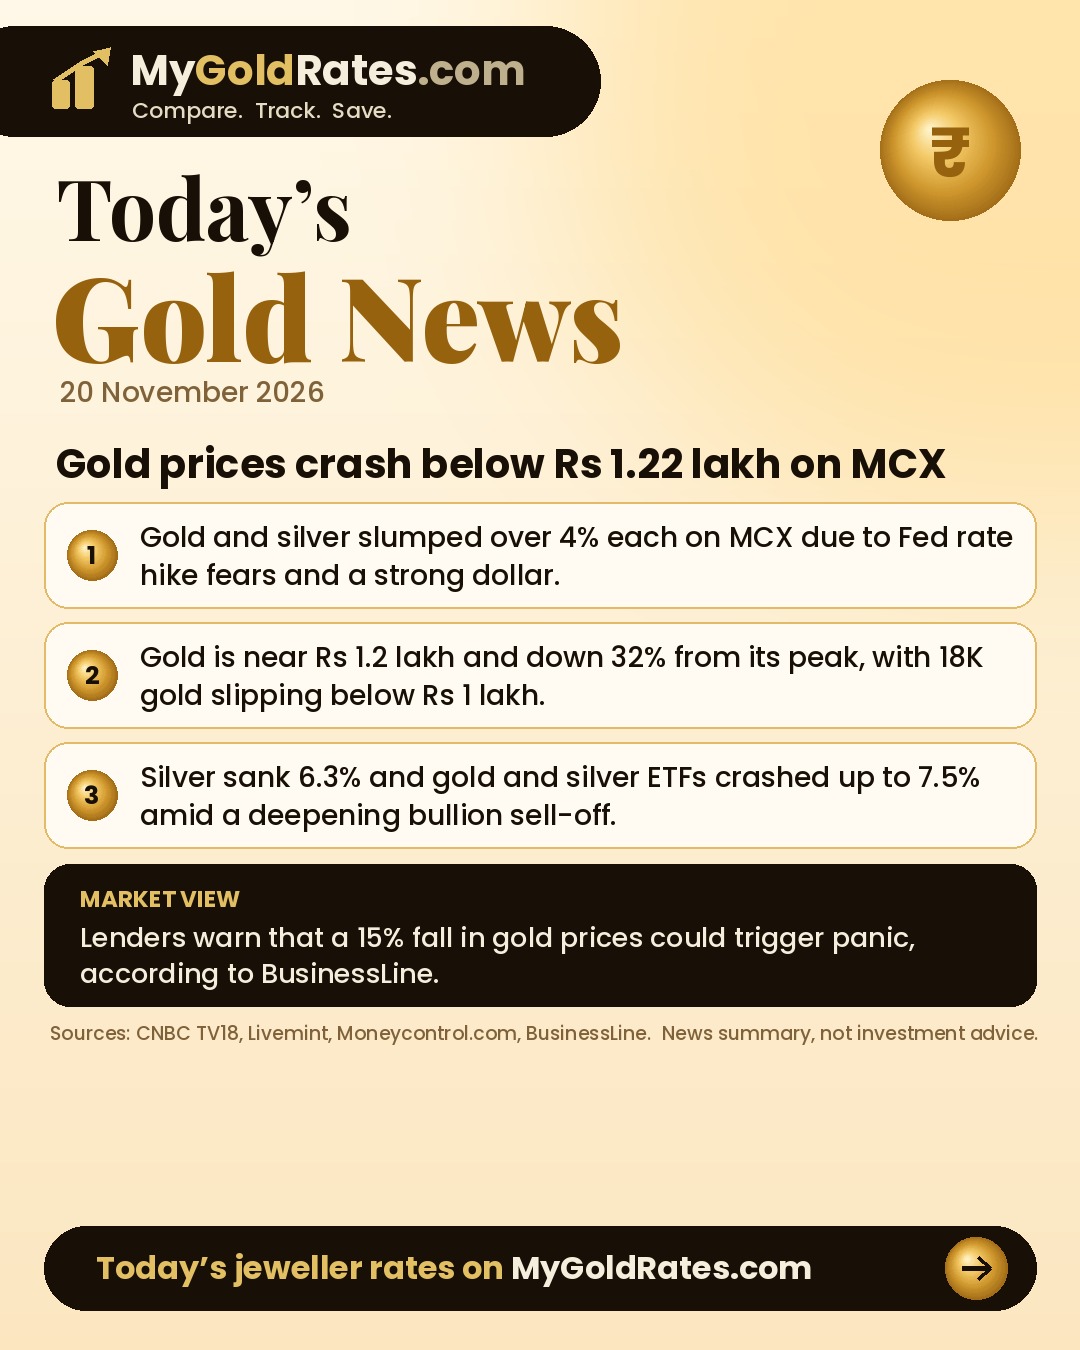 MyGoldRates.com
Compare. Track. Save.
₹
Today’s
Gold News
20 November 2026
Gold prices crash below Rs 1.22 lakh on MCX
1
Gold and silver slumped over 4% each on MCX due to Fed rate
hike fears and a strong dollar.
2
Gold is near Rs 1.2 lakh and down 32% from its peak, with 18K
gold slipping below Rs 1 lakh.
3
Silver sank 6.3% and gold and silver ETFs crashed up to 7.5%
amid a deepening bullion sell-off.
MARKET VIEW
Lenders warn that a 15% fall in gold prices could trigger panic,
according to BusinessLine.
Sources: CNBC TV18, Livemint, Moneycontrol.com, BusinessLine. News summary, not investment advice.
Today’s jeweller rates on MyGoldRates.com